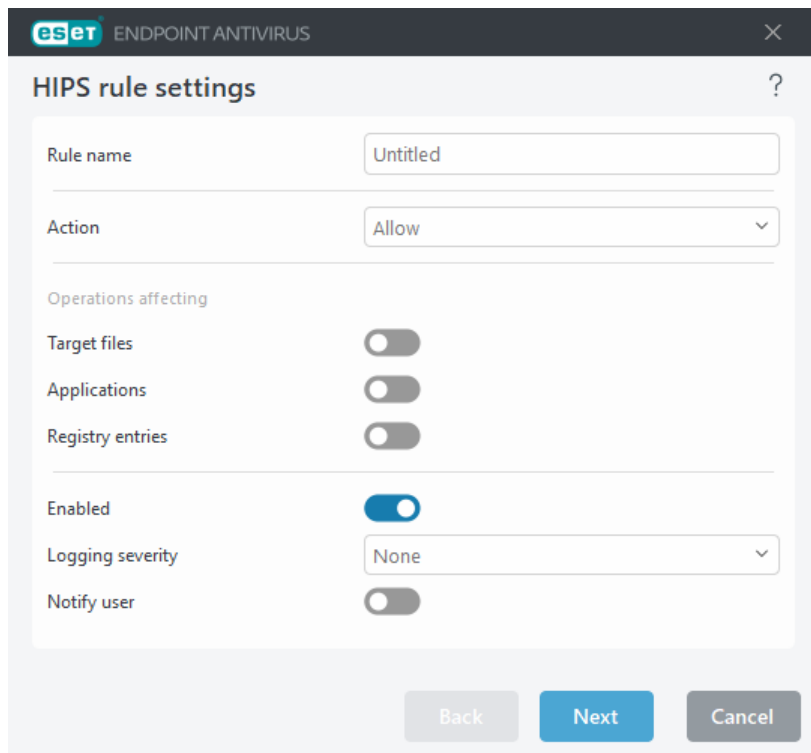 eseT ENDPOINT ANTIVIRUS
HIPS rule settings
?
Rule name
Untitled
Action
Allow
Operations affecting
Target files
Applications
Registry entries
Enabled
Logging severity
None
Notify user
Back
Next
Cancel